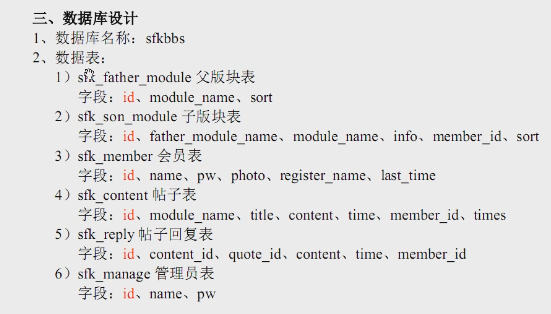 三、数据库设计
1、数据库名称：sfkbbs
2、数据表：
1）sfk_father_module 父版块表
字段：id、module_name、sort
2）sfk_son_module 子版块表
字段：id、father_module_name、module_name、info、member_id、sort
3）sfk_member 会员表
字段：id、name、pw、photo、register_name、last_time
4）sfk_content 帖子表
字段：id、module_name、title、content、time、member_id、times
5）sfk_reply 帖子回复表
字段：id、content_id、quote_id、content、time、member_id
6）sfk_manage 管理员表
字段：id、name、pw